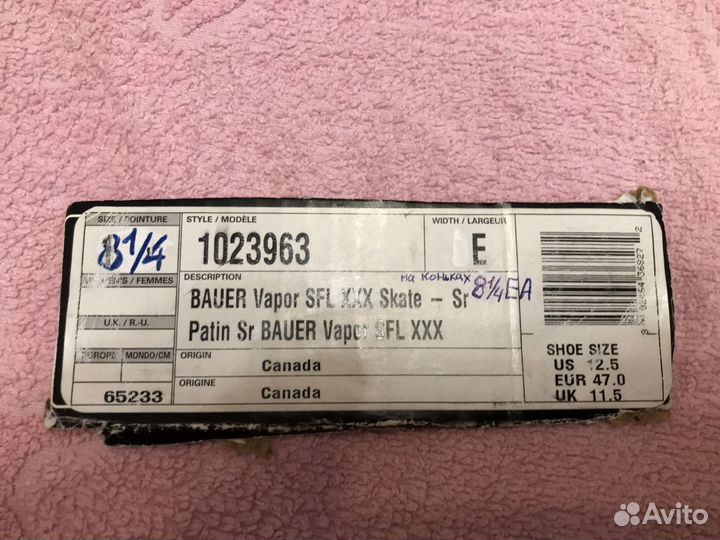 SIZE / POINTURE
8 1/4
WOMEN'S / FEMMES
U.K. / R.-U.
EUROPE MONDO/CM
65233
STYLE / MODÈLE
1023963
WIDTH / LARGEUR
E
DESCRIPTION
на коньках
8 1/4 EA
BAUER Vapor SFL XXX Skate - Sr
Patin Sr BAUER Vapor SFL XXX
ORIGIN
Canada
ORIGINE
Canada
SHOE SIZE
US 12.5
EUR 47.0
UK 11.5
Avito